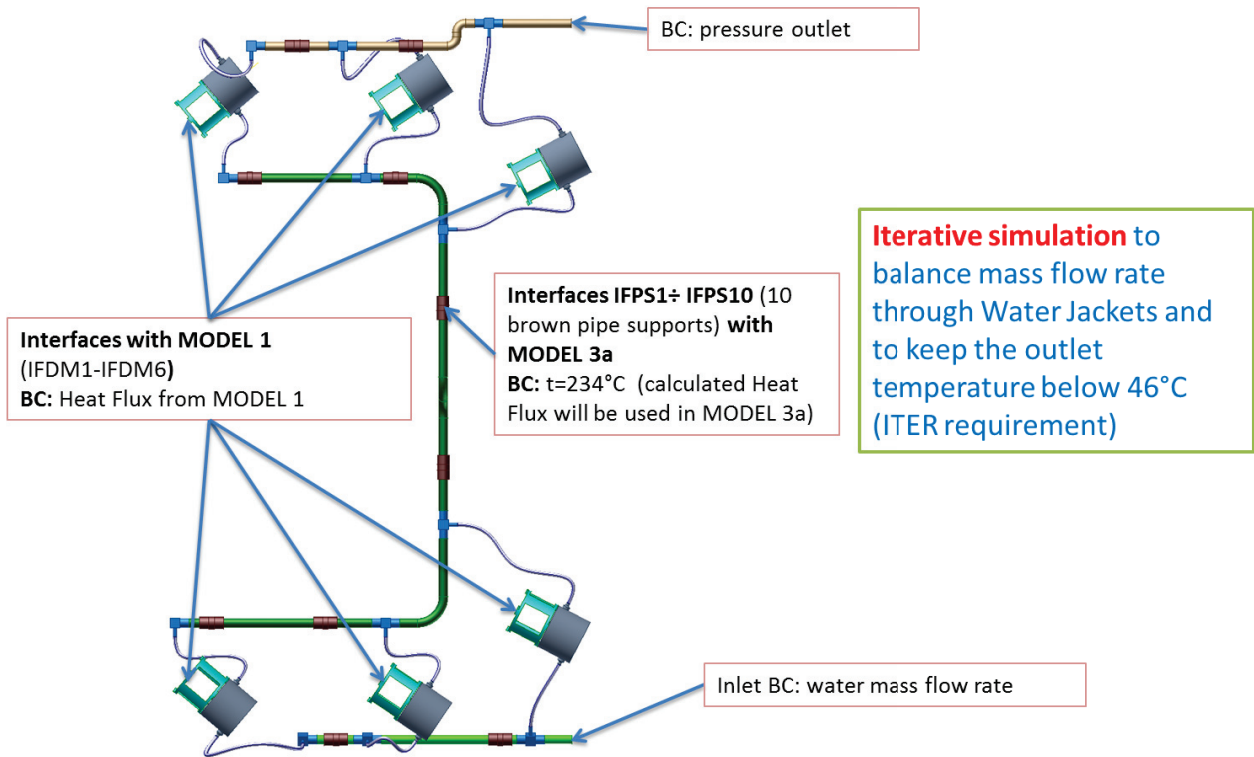 BC: pressure outlet
Interfaces IFPS1÷ IFPS10 (10
brown pipe supports) with
MODEL 3a
BC: t=234°C (calculated Heat
Flux will be used in MODEL 3a)
Iterative simulation to
balance mass flow rate
through Water Jackets and
to keep the outlet
temperature below 46°C
(ITER requirement)
Interfaces with MODEL 1
(IFDM1-IFDM6)
BC: Heat Flux from MODEL 1
Inlet BC: water mass flow rate